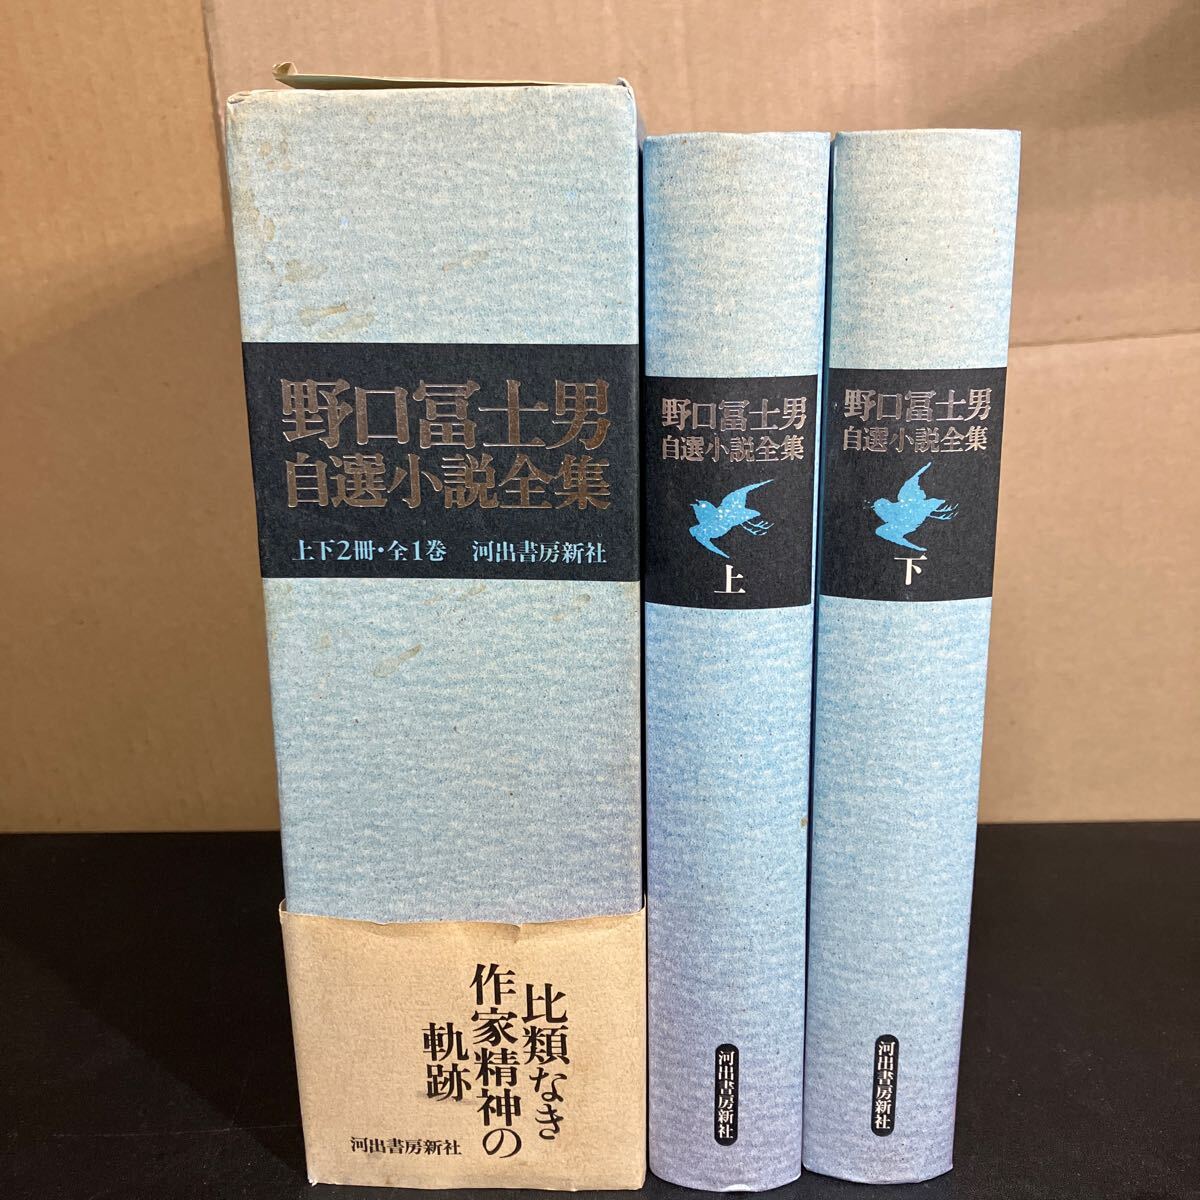 野口冨士男
自選小説全集
上下2冊・全1巻　河出書房新社
比類なき
作家精神の
軌跡
河出書房新社
野口冨士男
自選小説全集
上
河出書房新社
野口冨士男
自選小説全集
下
河出書房新社